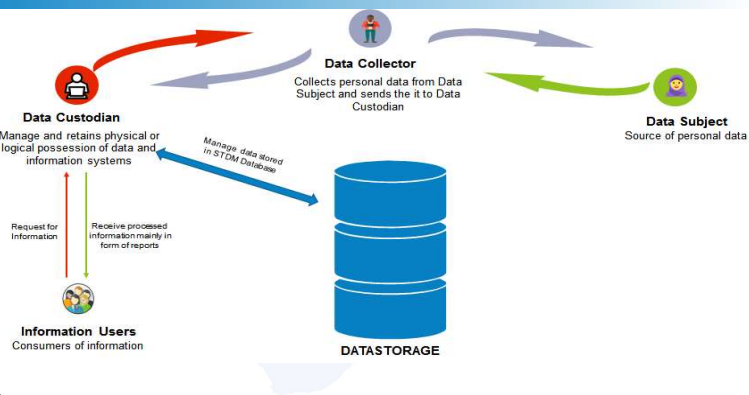 Data Collector
Collects personal data from Data
Subject and sends the it to Data
Custodian
Data Custodian
Manage and retains physical or
logical possession of data and
information systems
Data Subject
Source of personal data
Manage data stored
in STDM Database
Request for
Information
Receive processed
information mainly in
form of reports
Information Users
Consumers of information
DATASTORAGE